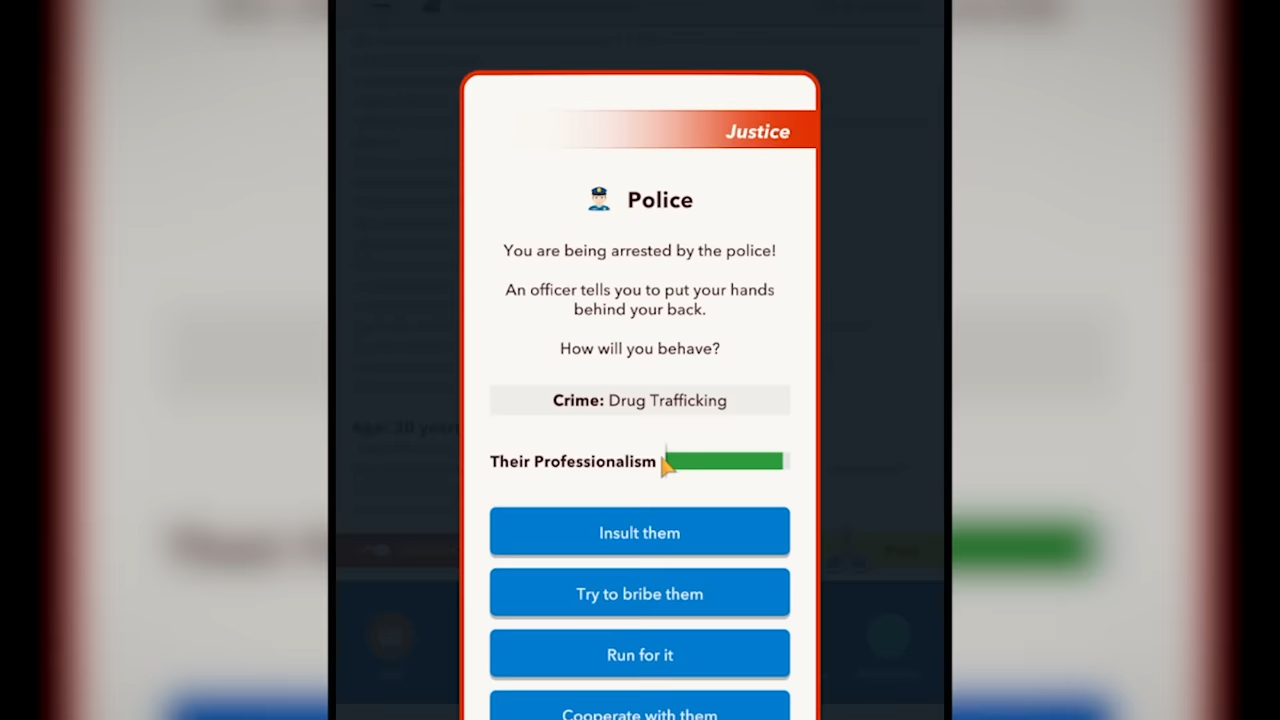 Justice
Police
You are being arrested by the police!
An officer tells you to put your hands
behind your back.
How will you behave?
Crime: Drug Trafficking
Their Professionalism
Insult them
Try to bribe them
Run for it
Cooperate with them